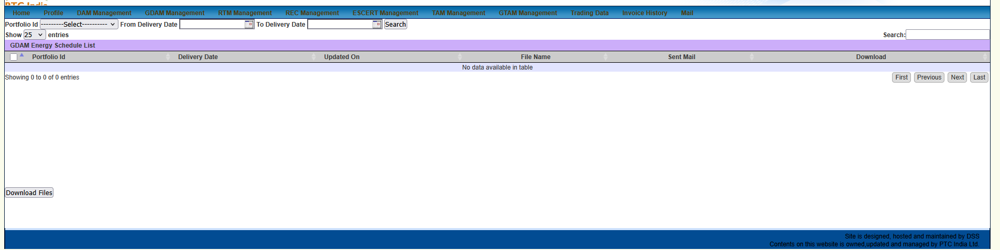 PTC India
Home Profile DAM Management GDAM Management RTM Management REC Management ESCERT Management TAM Management GTAM Management Trading Data Invoice History Mail
Portfolio Id ---------Select---------- From Delivery Date To Delivery Date Search
Show 25 entries Search:
GDAM Energy Schedule List
Portfolio Id Delivery Date Updated On File Name Sent Mail Download
No data available in table
Showing 0 to 0 of 0 entries First Previous Next Last
Download Files
Site is designed, hosted and maintained by DSS
Contents on this website is owned,updated and managed by PTC India Ltd.